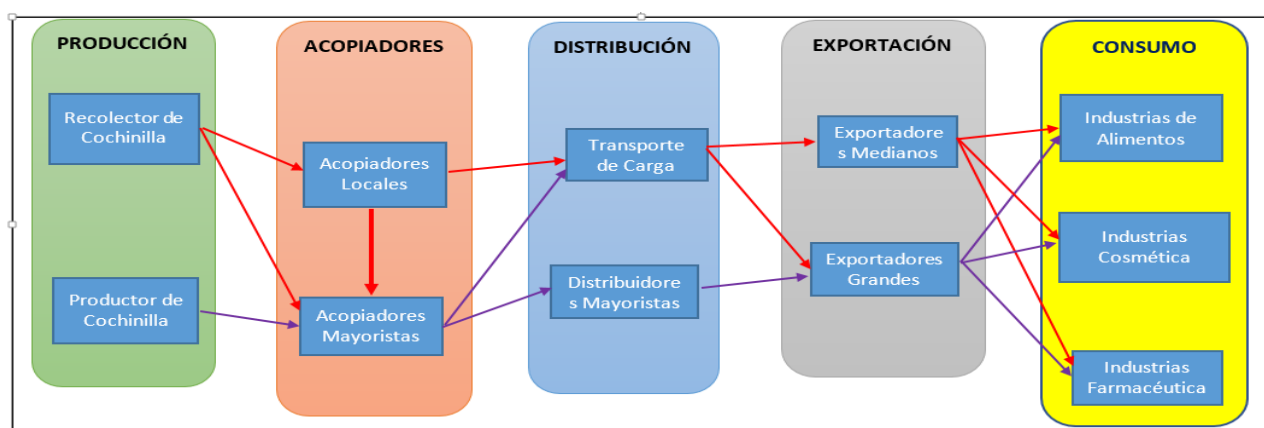 PRODUCCIÓN
Recolector de
Cochinilla
Productor de
Cochinilla
ACOPIADORES
Acopiadores
Locales
Acopiadores
Mayoristas
DISTRIBUCIÓN
Transporte
de Carga
Distribuidore
s Mayoristas
EXPORTACIÓN
Exportadore
s Medianos
Exportadores
Grandes
CONSUMO
Industrias de
Alimentos
Industrias
Cosmética
Industrias
Farmacéutica